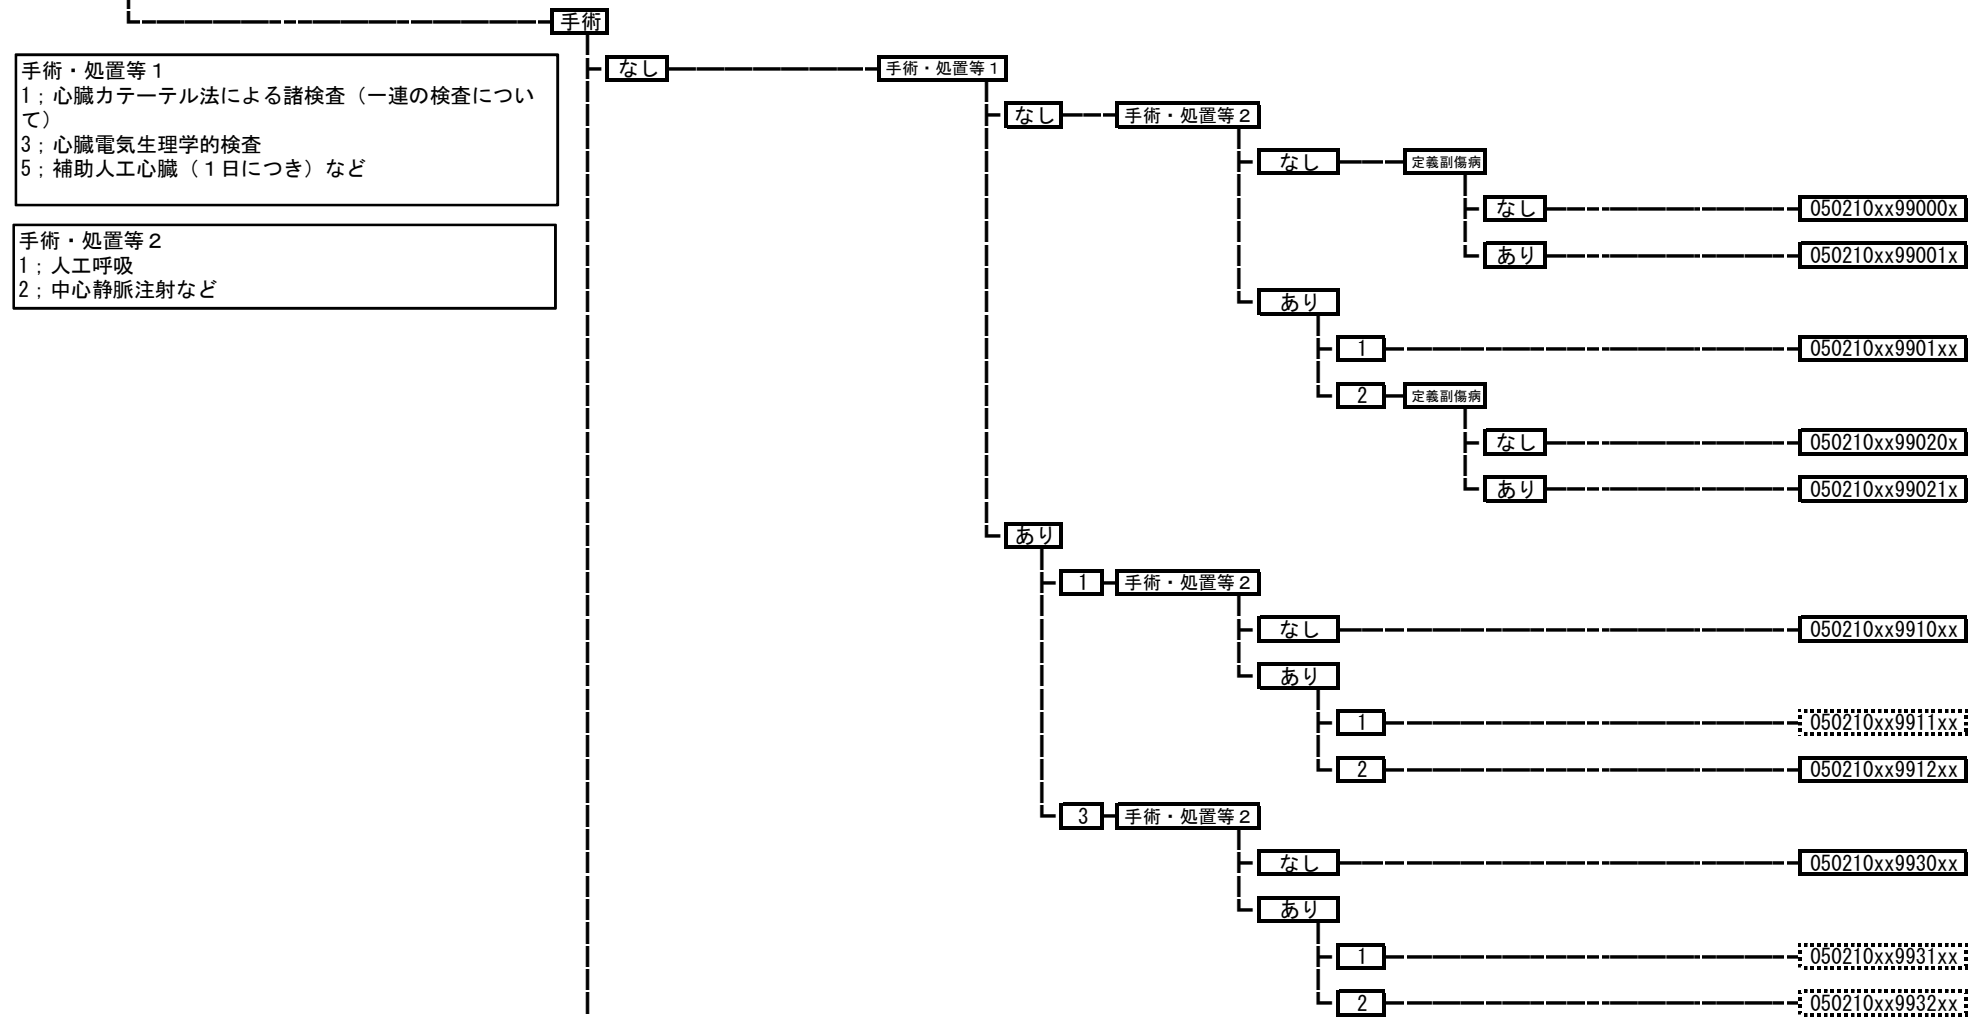 手術
手術・処置等１
1；心臓カテーテル法による諸検査（一連の検査につい
て）
3；心臓電気生理学的検査
5；補助人工心臓（１日につき）など
手術・処置等２
1；人工呼吸
2；中心静脈注射など
なし
手術・処置等１
なし
手術・処置等２
なし
定義副傷病
なし
050210xx99000x
あり
050210xx99001x
あり
1
050210xx9901xx
2
定義副傷病
なし
050210xx99020x
あり
050210xx99021x
あり
1
手術・処置等２
なし
050210xx9910xx
あり
1
050210xx9911xx
2
050210xx9912xx
3
手術・処置等２
なし
050210xx9930xx
あり
1
050210xx9931xx
2
050210xx9932xx